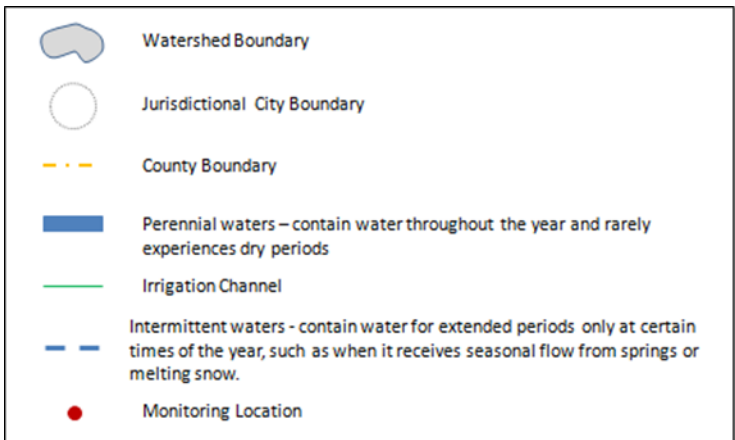 Watershed Boundary
Jurisdictional City Boundary
County Boundary
Perennial waters – contain water throughout the year and rarely
experiences dry periods
Irrigation Channel
Intermittent waters - contain water for extended periods only at certain
times of the year, such as when it receives seasonal flow from springs or
melting snow.
Monitoring Location